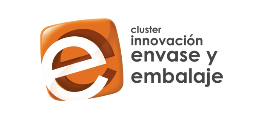 e
cluster
innovación
envase y
embalaje